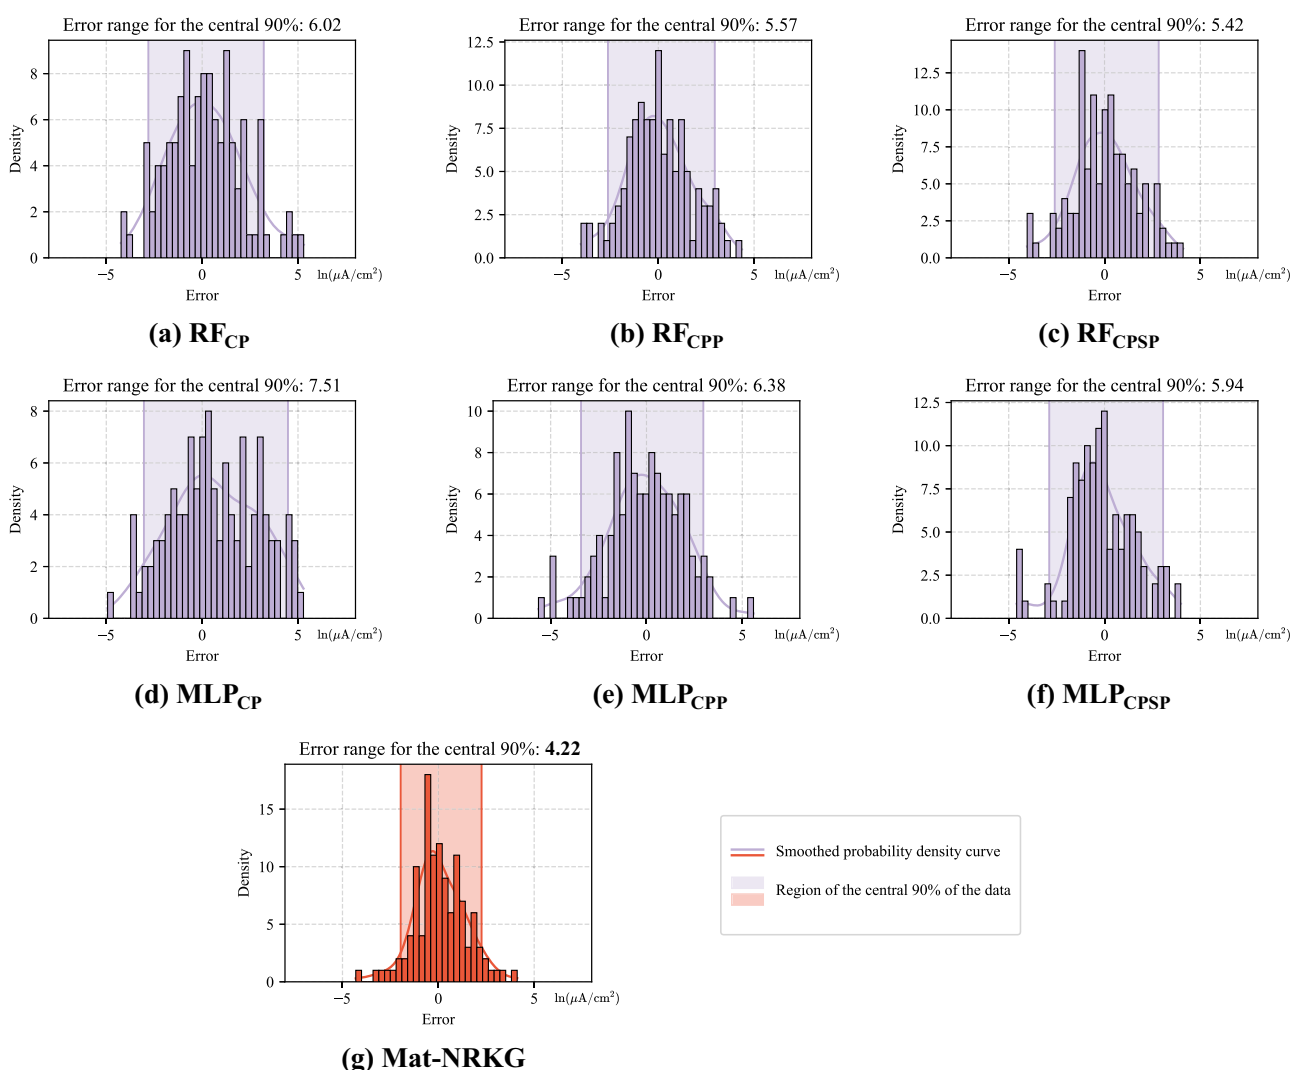 Error range for the central 90%: 6.02
Error range for the central 90%: 5.57
Error range for the central 90%: 5.42
8
6
4
2
0
Density
−5
0
5
ln(μA/cm²)
Error
12.5
10.0
7.5
5.0
2.5
0.0
Density
−5
0
5
ln(μA/cm²)
Error
12.5
10.0
7.5
5.0
2.5
0.0
Density
−5
0
5
ln(μA/cm²)
Error
(a) RF_CP
(b) RF_CPP
(c) RF_CPSP
Error range for the central 90%: 7.51
Error range for the central 90%: 6.38
Error range for the central 90%: 5.94
8
6
4
2
0
Density
−5
0
5
ln(μA/cm²)
Error
10
8
6
4
2
0
Density
−5
0
5
ln(μA/cm²)
Error
12.5
10.0
7.5
5.0
2.5
0.0
Density
−5
0
5
ln(μA/cm²)
Error
(d) MLP_CP
(e) MLP_CPP
(f) MLP_CPSP
Error range for the central 90%: 4.22
15
10
5
0
Density
−5
0
5
ln(μA/cm²)
Error
Smoothed probability density curve
Region of the central 90% of the data
(g) Mat-NRKG